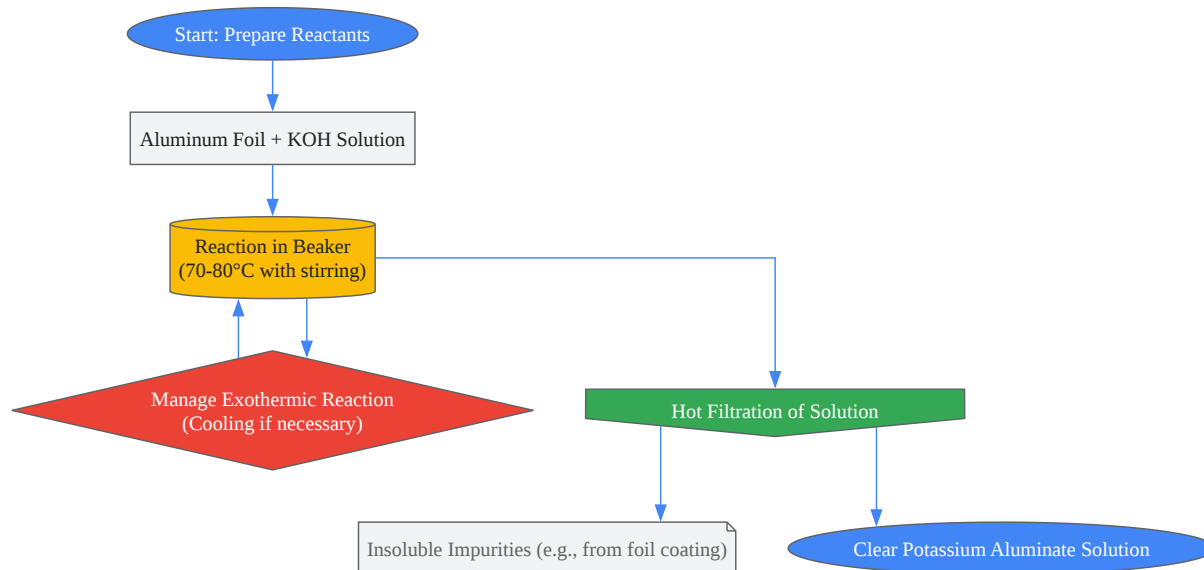 Start: Prepare Reactants
Aluminum Foil + KOH Solution
Reaction in Beaker
(70-80°C with stirring)
Manage Exothermic Reaction
(Cooling if necessary)
Hot Filtration of Solution
Insoluble Impurities (e.g., from foil coating)
Clear Potassium Aluminate Solution